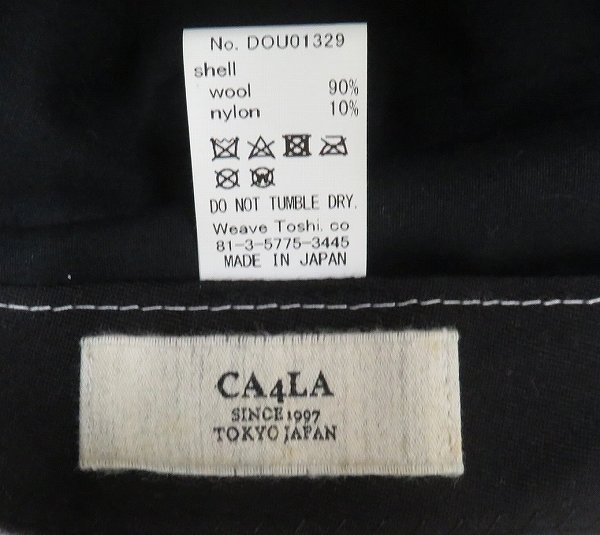 No. DOU01329
shell
wool 90%
nylon 10%
DO NOT TUMBLE DRY.
Weave Toshi. co
81-3-5775-3445
MADE IN JAPAN
CA4LA
SINCE 1997
TOKYO JAPAN